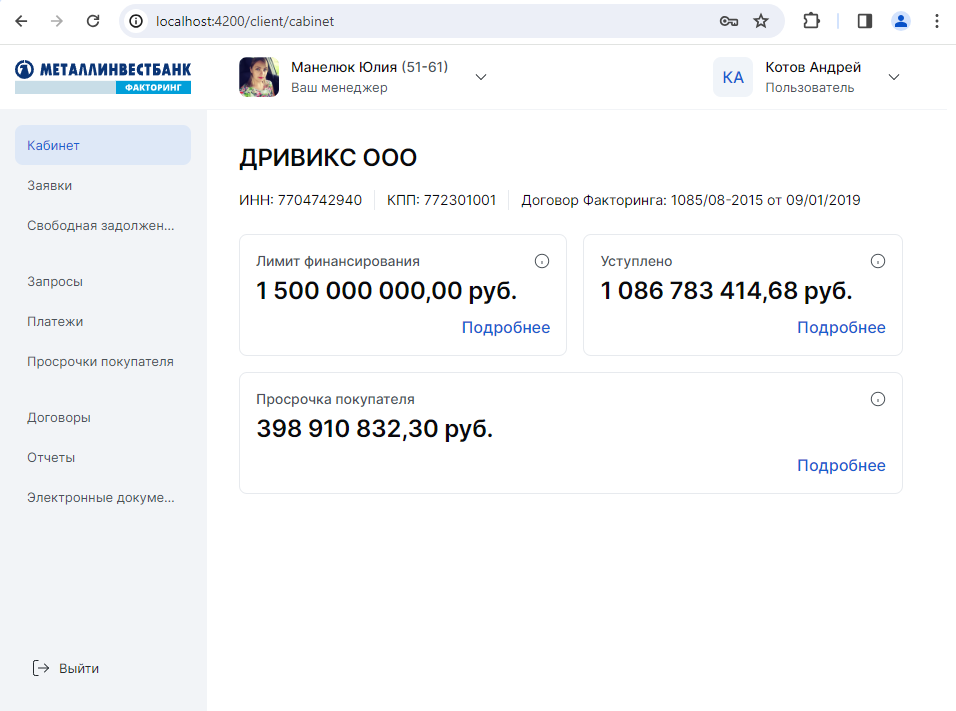 localhost:4200/client/cabinet
МЕТАЛЛИНВЕСТБАНК
ФАКТОРИНГ
Манелюк Юлия (51-61)
Ваш менеджер
КА
Котов Андрей
Пользователь
Кабинет
Заявки
Свободная задолжен...
Запросы
Платежи
Просрочки покупателя
Договоры
Отчеты
Электронные докуме...
Выйти
ДРИВИКС ООО
ИНН: 7704742940 КПП: 772301001 Договор Факторинга: 1085/08-2015 от 09/01/2019
Лимит финансирования
1 500 000 000,00 руб.
Подробнее
Уступлено
1 086 783 414,68 руб.
Подробнее
Просрочка покупателя
398 910 832,30 руб.
Подробнее